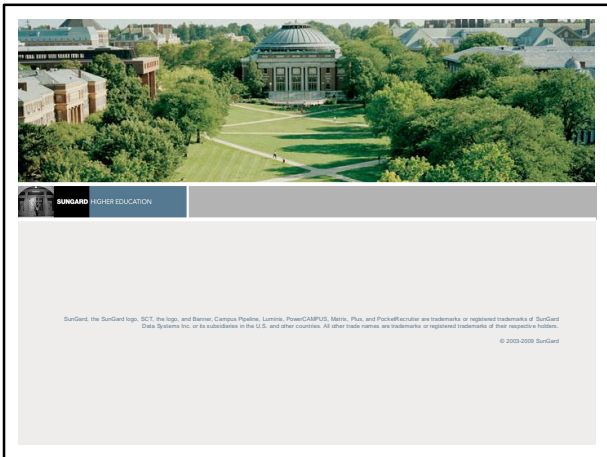 SUNGARD HIGHER EDUCATION
SunGard, the SunGard logo, SCT, the logo, and Banner, Campus Pipeline, Luminis, PowerCAMPUS, Matrix, Plus, and PocketRecruiter are trademarks or registered trademarks of SunGard
Data Systems Inc. or its subsidiaries in the U.S. and other countries. All other trade names are trademarks or registered trademarks of their respective holders.
© 2003-2009 SunGard